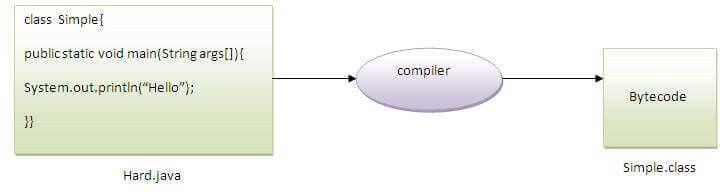 class Simple{
public static void main(String args[]){
System.out.println(“Hello”);
}}
Hard.java
compiler
Bytecode
Simple.class